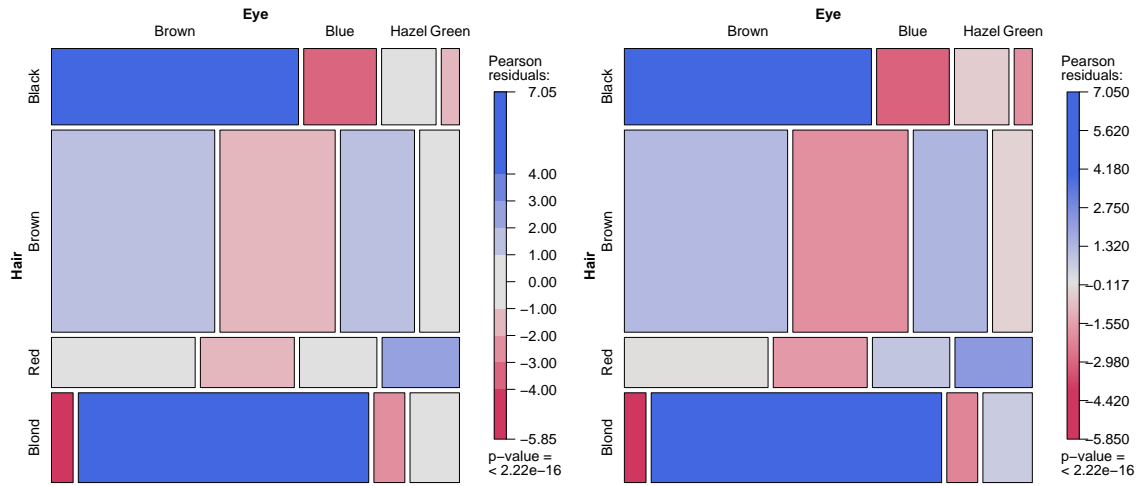 Eye
Brown Blue Hazel Green
Hair
Black
Brown
Red
Blond
Pearson
residuals:
7.05
4.00
3.00
2.00
1.00
0.00
−1.00
−2.00
−3.00
−4.00
−5.85
p−value =
< 2.22e−16
Eye
Brown Blue Hazel Green
Hair
Black
Brown
Red
Blond
Pearson
residuals:
7.050
5.620
4.180
2.750
1.320
−0.117
−1.550
−2.980
−4.420
−5.850
p−value =
< 2.22e−16